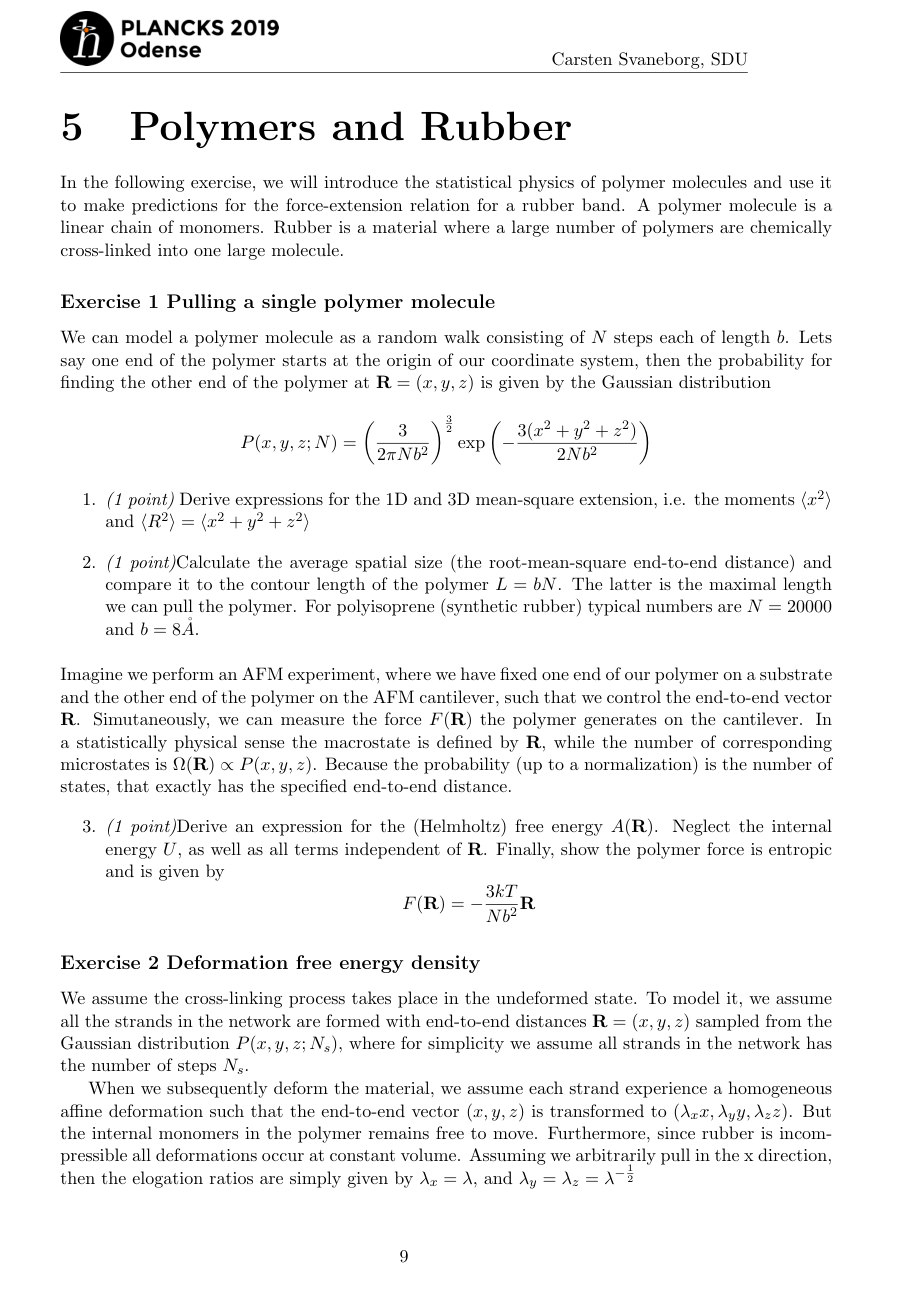 PLANCKS 2019
Odense
Carsten Svaneborg, SDU
5 Polymers and Rubber
In the following exercise, we will introduce the statistical physics of polymer molecules and use it
to make predictions for the force-extension relation for a rubber band. A polymer molecule is a
linear chain of monomers. Rubber is a material where a large number of polymers are chemically
cross-linked into one large molecule.
Exercise 1 Pulling a single polymer molecule
We can model a polymer molecule as a random walk consisting of N steps each of length b. Lets
say one end of the polymer starts at the origin of our coordinate system, then the probability for
finding the other end of the polymer at R = (x, y, z) is given by the Gaussian distribution
P(x, y, z; N) = (3/(2πNb²))^(3/2) exp(−3(x² + y² + z²)/(2Nb²))
1. (1 point) Derive expressions for the 1D and 3D mean-square extension, i.e. the moments ⟨x²⟩
and ⟨R²⟩ = ⟨x² + y² + z²⟩
2. (1 point)Calculate the average spatial size (the root-mean-square end-to-end distance) and
compare it to the contour length of the polymer L = bN. The latter is the maximal length
we can pull the polymer. For polyisoprene (synthetic rubber) typical numbers are N = 20000
and b = 8Å.
Imagine we perform an AFM experiment, where we have fixed one end of our polymer on a substrate
and the other end of the polymer on the AFM cantilever, such that we control the end-to-end vector
R. Simutaneously, we can measure the force F(R) the polymer generates on the cantilever. In
a statistically physical sense the macrostate is defined by R, while the number of corresponding
microstates is Ω(R) ∝ P(x, y, z). Because the probability (up to a normalization) is the number of
states, that exactly has the specified end-to-end distance.
3. (1 point)Derive an expression for the (Helmholtz) free energy A(R). Neglect the internal
energy U, as well as all terms independent of R. Finally, show the polymer force is entropic
and is given by
F(R) = −(3kT/(Nb²))R
Exercise 2 Deformation free energy density
We assume the cross-linking process takes place in the undeformed state. To model it, we assume
all the strands in the network are formed with end-to-end distances R = (x, y, z) sampled from the
Gaussian distribution P(x, y, z; Nₛ), where for simplicity we assume all strands in the network has
the number of steps Nₛ.
When we subsequently deform the material, we assume each strand experience a homogeneous
affine deformation such that the end-to-end vector (x, y, z) is transformed to (λₓx, λ_y y, λ_z z). But
the internal monomers in the polymer remains free to move. Furthermore, since rubber is incom-
pressible all deformations occur at constant volume. Assuming we arbitrarily pull in the x direction,
then the elogation ratios are simply given by λₓ = λ, and λ_y = λ_z = λ^(−1/2)
9